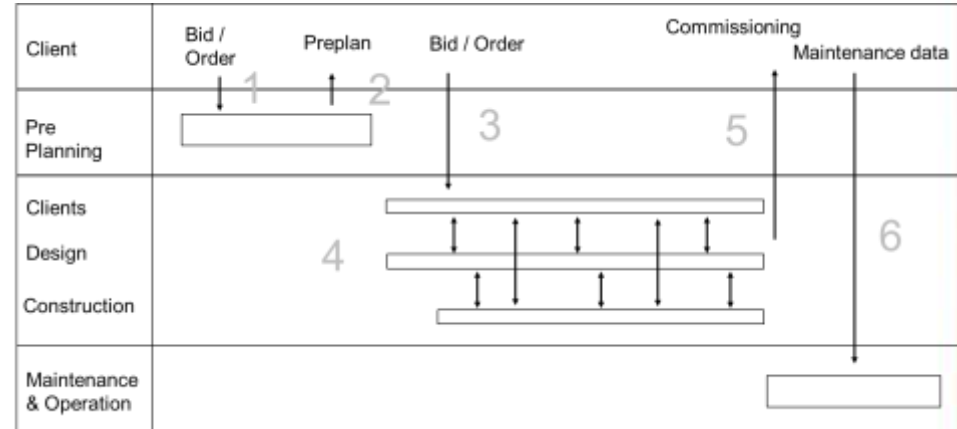 Client
Bid /
Order
Preplan
Bid / Order
Commissioning
Maintenance data
1
2
Pre
Planning
3
5
Clients
Design
Construction
4
6
Maintenance
& Operation